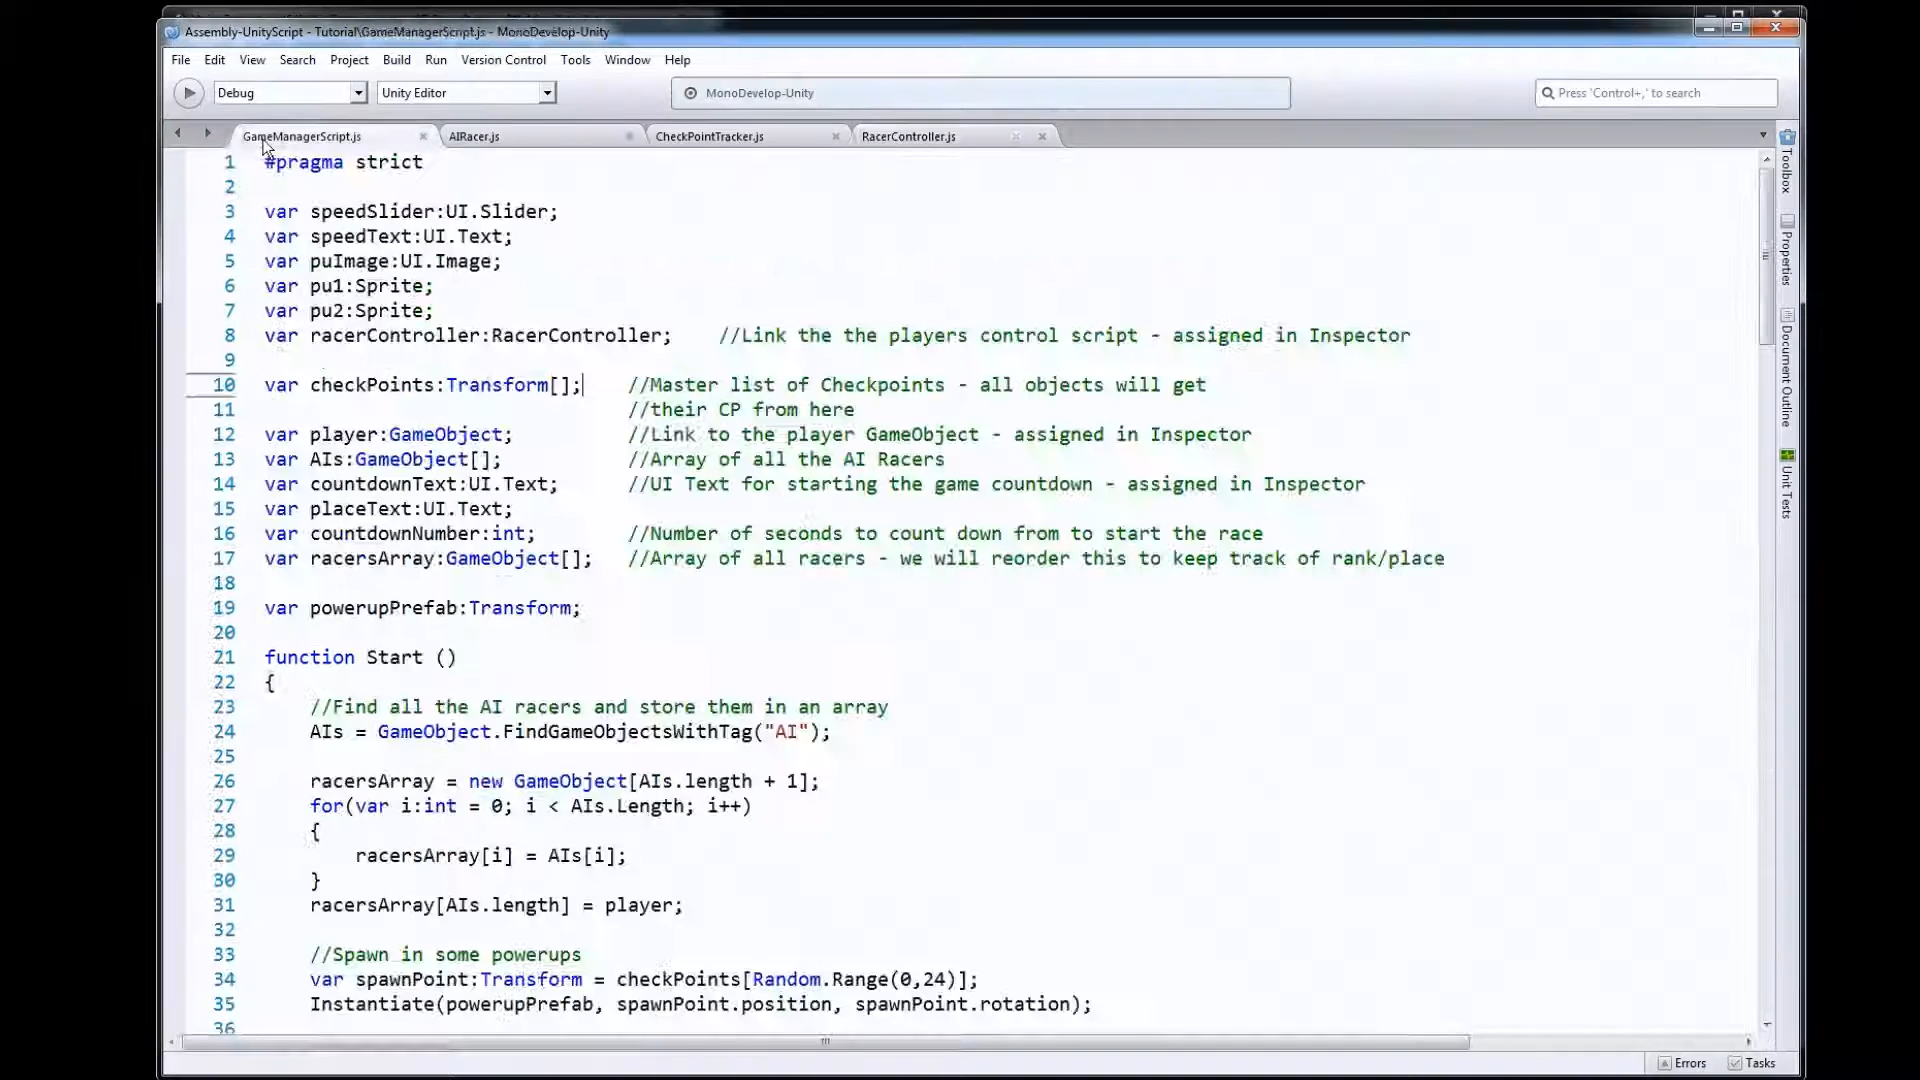 Assembly-UnityScript - Tutorial\GameManagerScript.js - MonoDevelop-Unity
File Edit View Search Project Build Run Version Control Tools Window Help
Debug Unity Editor MonoDevelop-Unity Press 'Control+,' to search
GameManagerScript.js AIRacer.js CheckPointTracker.js RacerController.js
1 #pragma strict
2
3 var speedSlider:UI.Slider;
4 var speedText:UI.Text;
5 var puImage:UI.Image;
6 var pu1:Sprite;
7 var pu2:Sprite;
8 var racerController:RacerController; //Link the the players control script - assigned in Inspector
9
10 var checkPoints:Transform[]; //Master list of Checkpoints - all objects will get
11 //their CP from here
12 var player:GameObject; //Link to the player GameObject - assigned in Inspector
13 var AIs:GameObject[]; //Array of all the AI Racers
14 var countdownText:UI.Text; //UI Text for starting the game countdown - assigned in Inspector
15 var placeText:UI.Text;
16 var countdownNumber:int; //Number of seconds to count down from to start the race
17 var racersArray:GameObject[]; //Array of all racers - we will reorder this to keep track of rank/place
18
19 var powerupPrefab:Transform;
20
21 function Start ()
22 {
23 //Find all the AI racers and store them in an array
24 AIs = GameObject.FindGameObjectsWithTag("AI");
25
26 racersArray = new GameObject[AIs.length + 1];
27 for(var i:int = 0; i < AIs.Length; i++)
28 {
29 racersArray[i] = AIs[i];
30 }
31 racersArray[AIs.length] = player;
32
33 //Spawn in some powerups
34 var spawnPoint:Transform = checkPoints[Random.Range(0,24)];
35 Instantiate(powerupPrefab, spawnPoint.position, spawnPoint.rotation);
36
Toolbox
Properties
Document Outline
Unit Tests
Errors Tasks